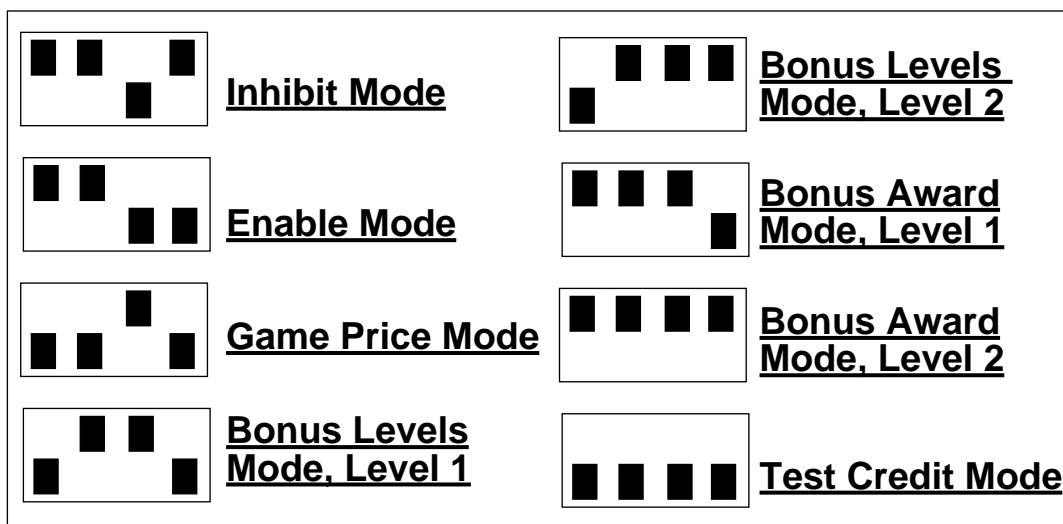 Inhibit Mode
Enable Mode
Game Price Mode
Bonus Levels
Mode, Level 1
Bonus Levels
Mode, Level 2
Bonus Award
Mode, Level 1
Bonus Award
Mode, Level 2
Test Credit Mode